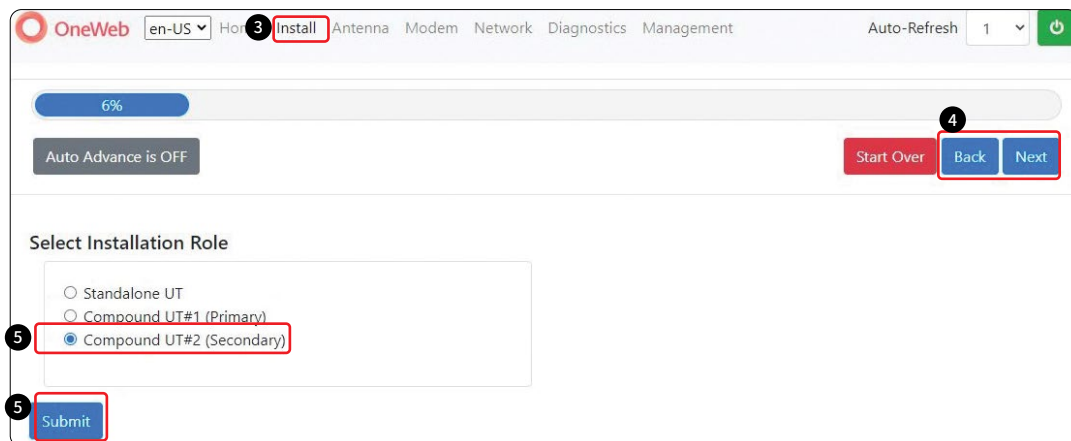 OneWeb en-US Hom 3 Install Antenna Modem Network Diagnostics Management Auto-Refresh 1
6%
4
Auto Advance is OFF Start Over Back Next
Select Installation Role
Standalone UT
Compound UT#1 (Primary)
5 Compound UT#2 (Secondary)
5 Submit